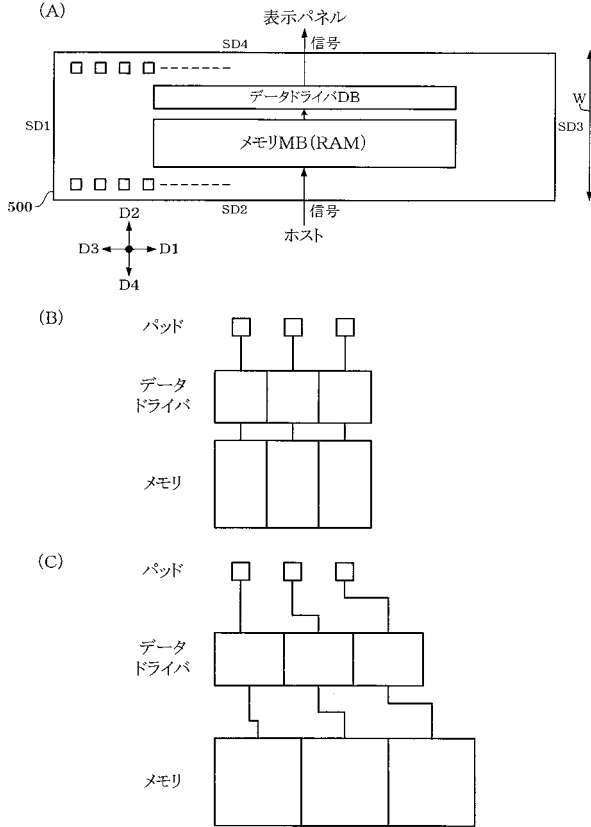 (A)
表示パネル
SD4
信号
データドライバDB
SD1
メモリMB(RAM)
SD3
W
500
SD2
信号
ホスト
D2
D3
D1
D4
(B)
パッド
データ
ドライバ
メモリ
(C)
パッド
データ
ドライバ
メモリ